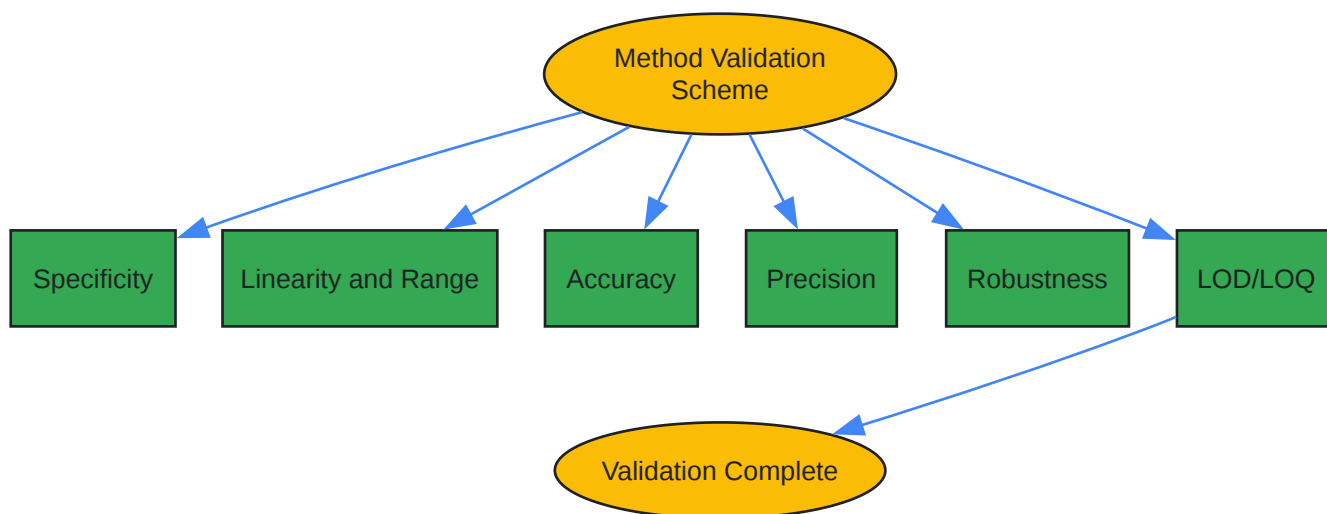 Method Validation
Scheme
Specificity
Linearity and Range
Accuracy
Precision
Robustness
LOD/LOQ
Validation Complete